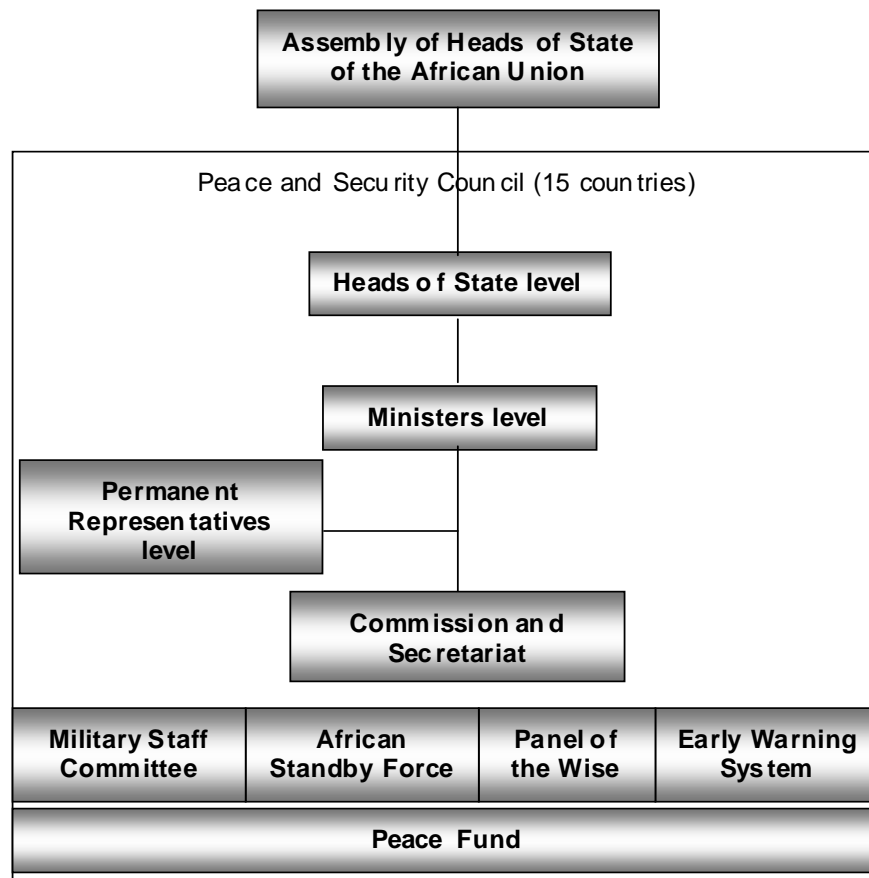 Assembly of Heads of State
of the African Union
Peace and Security Council (15 countries)
Heads of State level
Ministers level
Permanent
Representatives
level
Commission and
Secretariat
Military Staff
Committee
African
Standby Force
Panel of
the Wise
Early Warning
System
Peace Fund